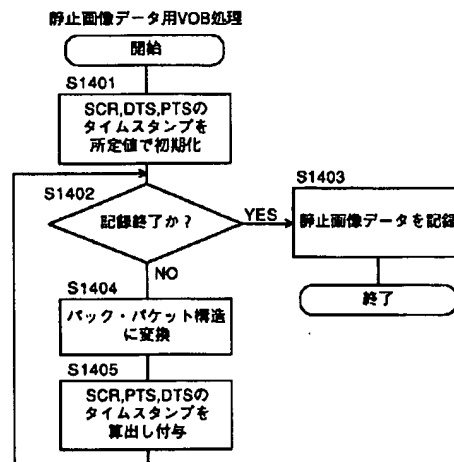 静止画像データ用VOB処理
開始
S1401
SCR,DTS,PTSの
タイムスタンプを
所定値で初期化
S1402
記録終了か?
YES
S1403
静止画像データを記録
終了
NO
S1404
パック・パケット構造
に変換
S1405
SCR,PTS,DTSの
タイムスタンプを
算出し付与